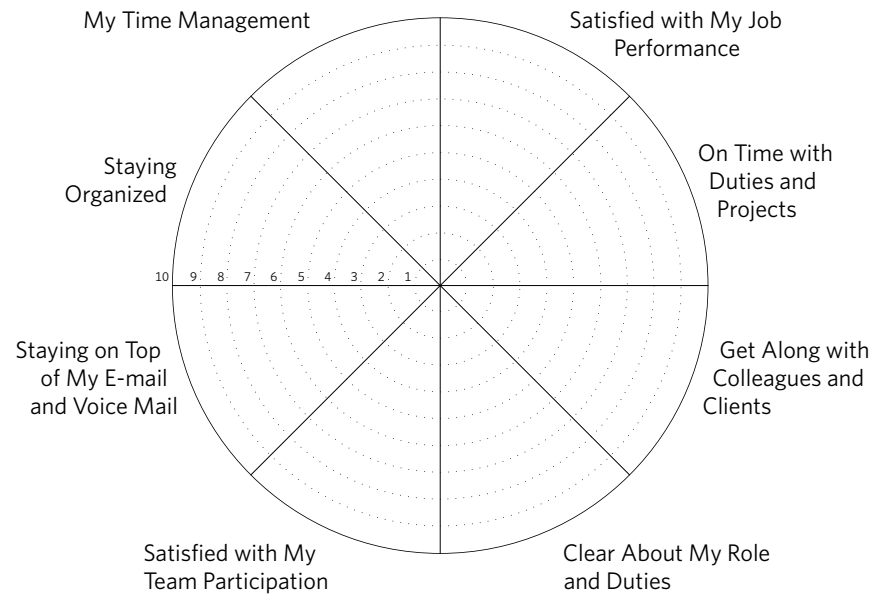 My Time Management
Satisfied with My Job
Performance
Staying
Organized
On Time with
Duties and
Projects
10 9 8 7 6 5 4 3 2 1
Staying on Top
of My E-mail
and Voice Mail
Get Along with
Colleagues and
Clients
Satisfied with My
Team Participation
Clear About My Role
and Duties